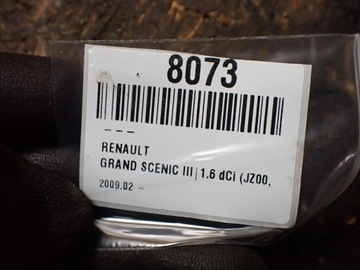 8073
– – –
RENAULT
GRAND SCENIC III | 1.6 dCi (JZ00,
2009.02 –